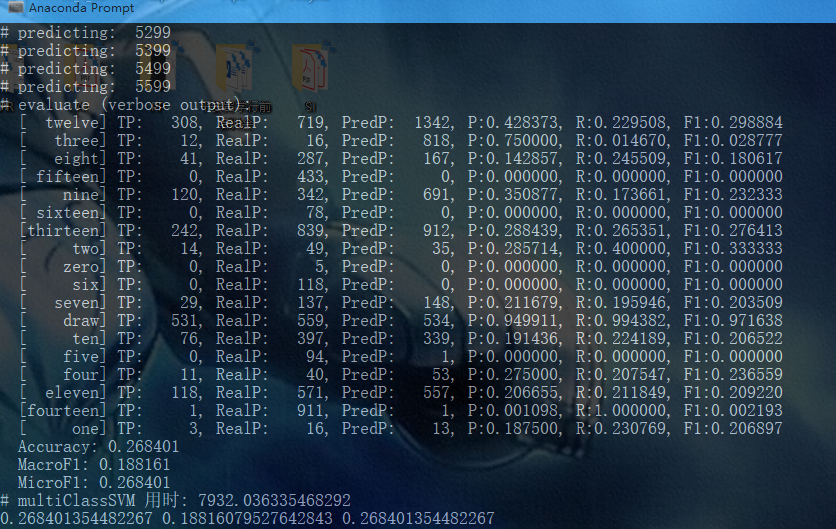 Anaconda Prompt
# predicting:  5299
# predicting:  5399
# predicting:  5499
# predicting:  5599
# evaluate (verbose output):
[  twelve] TP:   308, RealP:   719, PredP:  1342, P:0.428373, R:0.229508, F1:0.298884
[   three] TP:    12, RealP:    16, PredP:   818, P:0.750000, R:0.014670, F1:0.028777
[   eight] TP:    41, RealP:   287, PredP:   167, P:0.142857, R:0.245509, F1:0.180617
[ fifteen] TP:     0, RealP:   433, PredP:     0, P:0.000000, R:0.000000, F1:0.000000
[    nine] TP:   120, RealP:   342, PredP:   691, P:0.350877, R:0.173661, F1:0.232333
[ sixteen] TP:     0, RealP:    78, PredP:     0, P:0.000000, R:0.000000, F1:0.000000
[thirteen] TP:   242, RealP:   839, PredP:   912, P:0.288439, R:0.265351, F1:0.276413
[     two] TP:    14, RealP:    49, PredP:    35, P:0.285714, R:0.400000, F1:0.333333
[    zero] TP:     0, RealP:     5, PredP:     0, P:0.000000, R:0.000000, F1:0.000000
[     six] TP:     0, RealP:   118, PredP:     0, P:0.000000, R:0.000000, F1:0.000000
[   seven] TP:    29, RealP:   137, PredP:   148, P:0.211679, R:0.195946, F1:0.203509
[    draw] TP:   531, RealP:   559, PredP:   534, P:0.949911, R:0.994382, F1:0.971638
[     ten] TP:    76, RealP:   397, PredP:   339, P:0.191436, R:0.224189, F1:0.206522
[    five] TP:     0, RealP:    94, PredP:     1, P:0.000000, R:0.000000, F1:0.000000
[    four] TP:    11, RealP:    40, PredP:    53, P:0.275000, R:0.207547, F1:0.236559
[  eleven] TP:   118, RealP:   571, PredP:   557, P:0.206655, R:0.211849, F1:0.209220
[fourteen] TP:     1, RealP:   911, PredP:     1, P:0.001098, R:1.000000, F1:0.002193
[     one] TP:     3, RealP:    16, PredP:    13, P:0.187500, R:0.230769, F1:0.206897
Accuracy: 0.268401
MacroF1: 0.188161
MicroF1: 0.268401
# multiClassSVM 用时: 7932.036335468292
0.268401354482267 0.18816079527642843 0.268401354482267